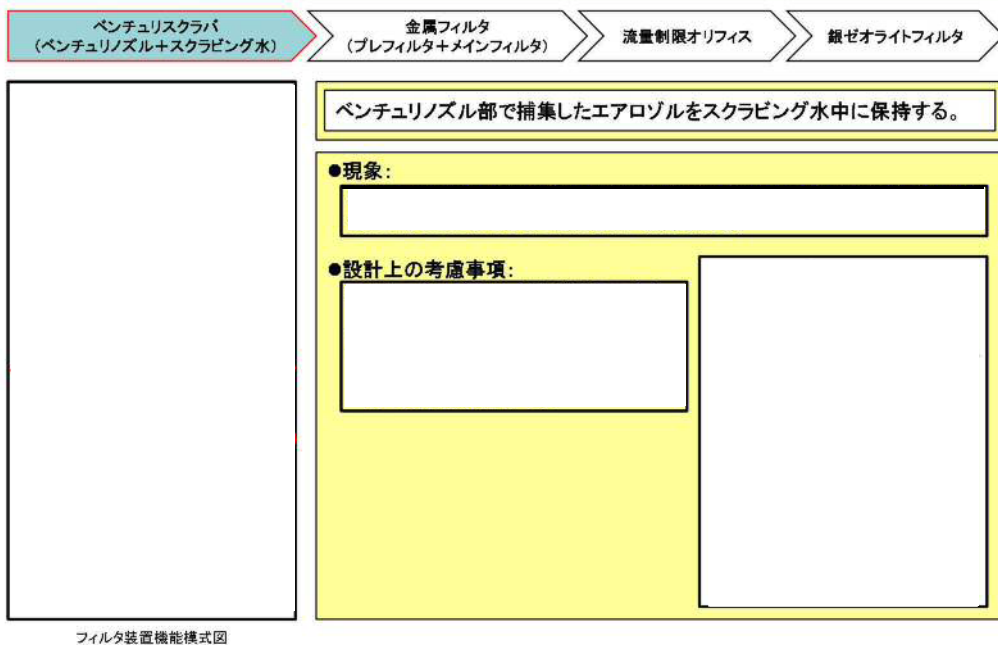 ベンチュリスクラバ
(ベンチュリノズル+スクラビング水)
金属フィルタ
(プレフィルタ+メインフィルタ)
流量制限オリフィス
銀ゼオライトフィルタ
ベンチュリノズル部で捕集したエアロゾルをスクラビング水中に保持する。
●現象:
●設計上の考慮事項:
フィルタ装置機能模式図